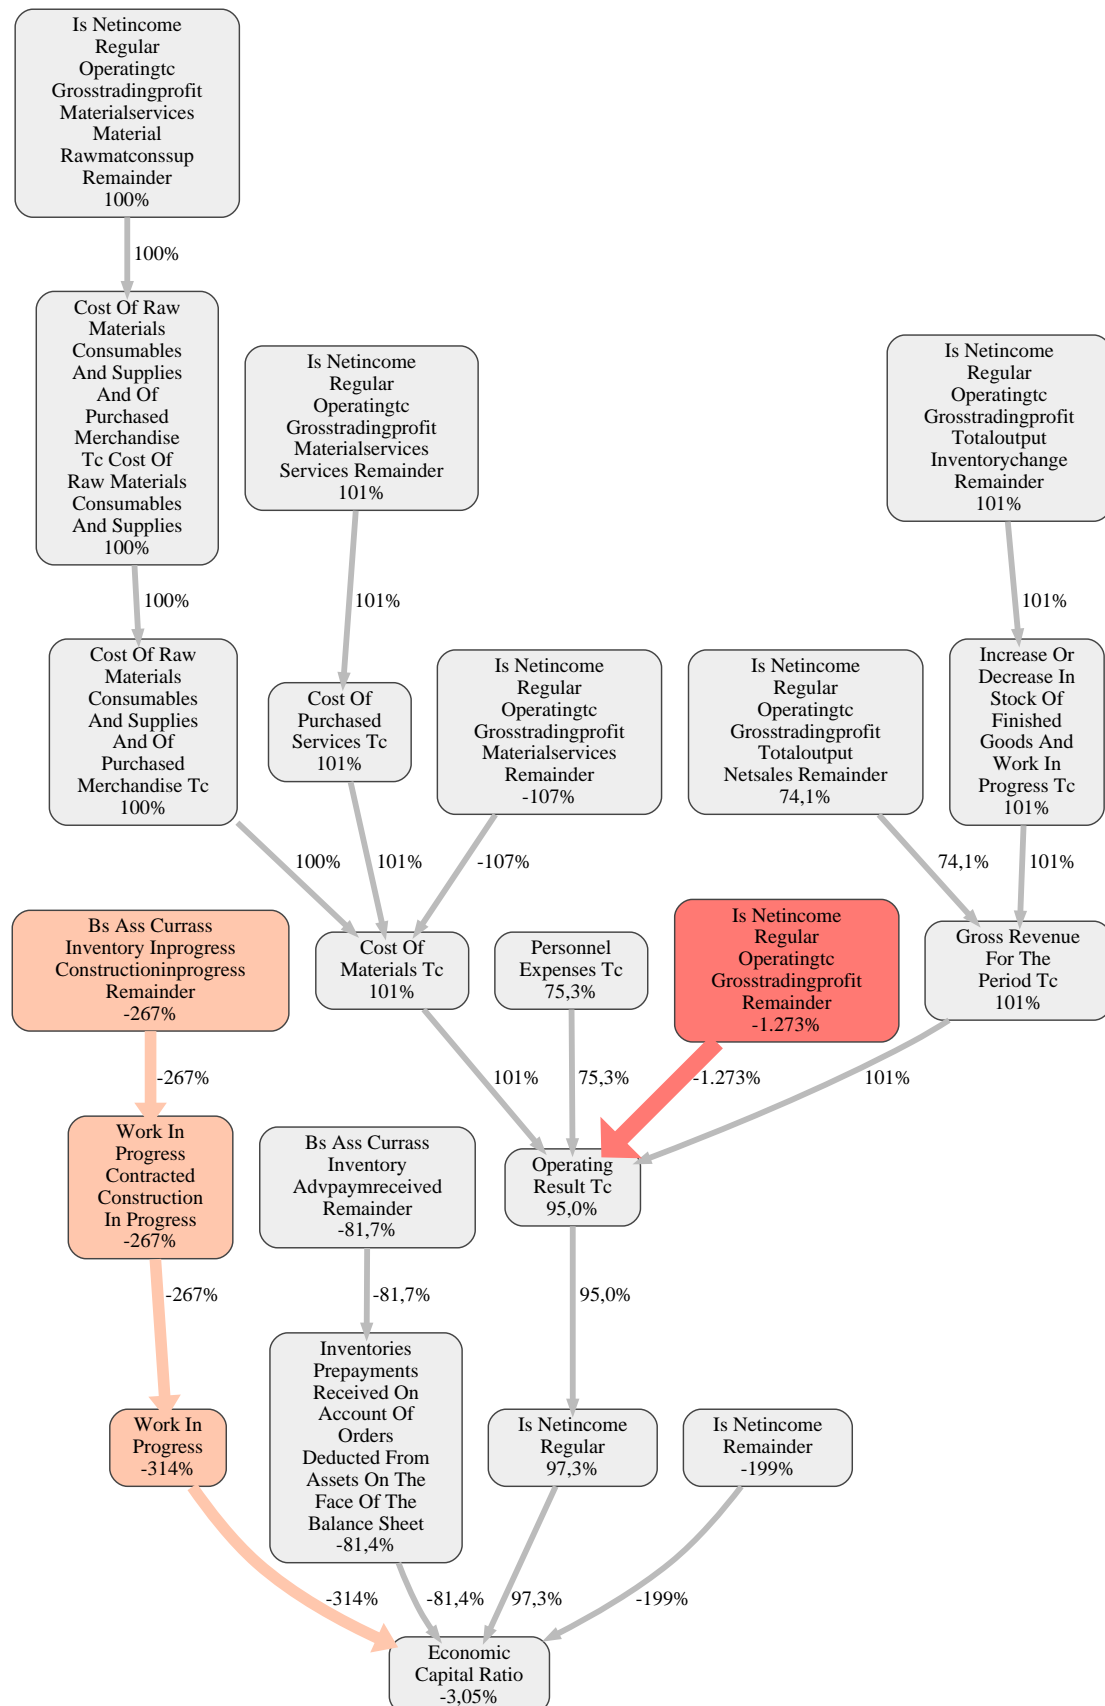 Is Netincome
Regular
Operatingtc
Grosstradingprofit
Materialservices
Material
Rawmatconssup
Remainder
100%
100%
Cost Of Raw
Materials
Consumables
And Supplies
And Of
Purchased
Merchandise
Tc Cost Of
Raw Materials
Consumables
And Supplies
100%
Is Netincome
Regular
Operatingtc
Grosstradingprofit
Materialservices
Services Remainder
101%
Is Netincome
Regular
Operatingtc
Grosstradingprofit
Totaloutput
Inventorychange
Remainder
101%
100%
101%
101%
Cost Of Raw
Materials
Consumables
And Supplies
And Of
Purchased
Merchandise Tc
100%
Cost Of
Purchased
Services Tc
101%
Is Netincome
Regular
Operatingtc
Grosstradingprofit
Materialservices
Remainder
-107%
Is Netincome
Regular
Operatingtc
Grosstradingprofit
Totaloutput
Netsales Remainder
74,1%
Increase Or
Decrease In
Stock Of
Finished
Goods And
Work In
Progress Tc
101%
100%
101%
-107%
74,1%
101%
Bs Ass Currass
Inventory Inprogress
Constructioninprogress
Remainder
-267%
Cost Of
Materials Tc
101%
Personnel
Expenses Tc
75,3%
Is Netincome
Regular
Operatingtc
Grosstradingprofit
Remainder
-1.273%
Gross Revenue
For The
Period Tc
101%
-267%
101%
75,3%
-1.273%
101%
Work In
Progress
Contracted
Construction
In Progress
-267%
Bs Ass Currass
Inventory
Advpaymreceived
Remainder
-81,7%
Operating
Result Tc
95,0%
-267%
-81,7%
95,0%
Work In
Progress
-314%
Inventories
Prepayments
Received On
Account Of
Orders
Deducted From
Assets On The
Face Of The
Balance Sheet
-81,4%
Is Netincome
Regular
97,3%
Is Netincome
Remainder
-199%
-314%
-81,4%
97,3%
-199%
Economic
Capital Ratio
-3,05%